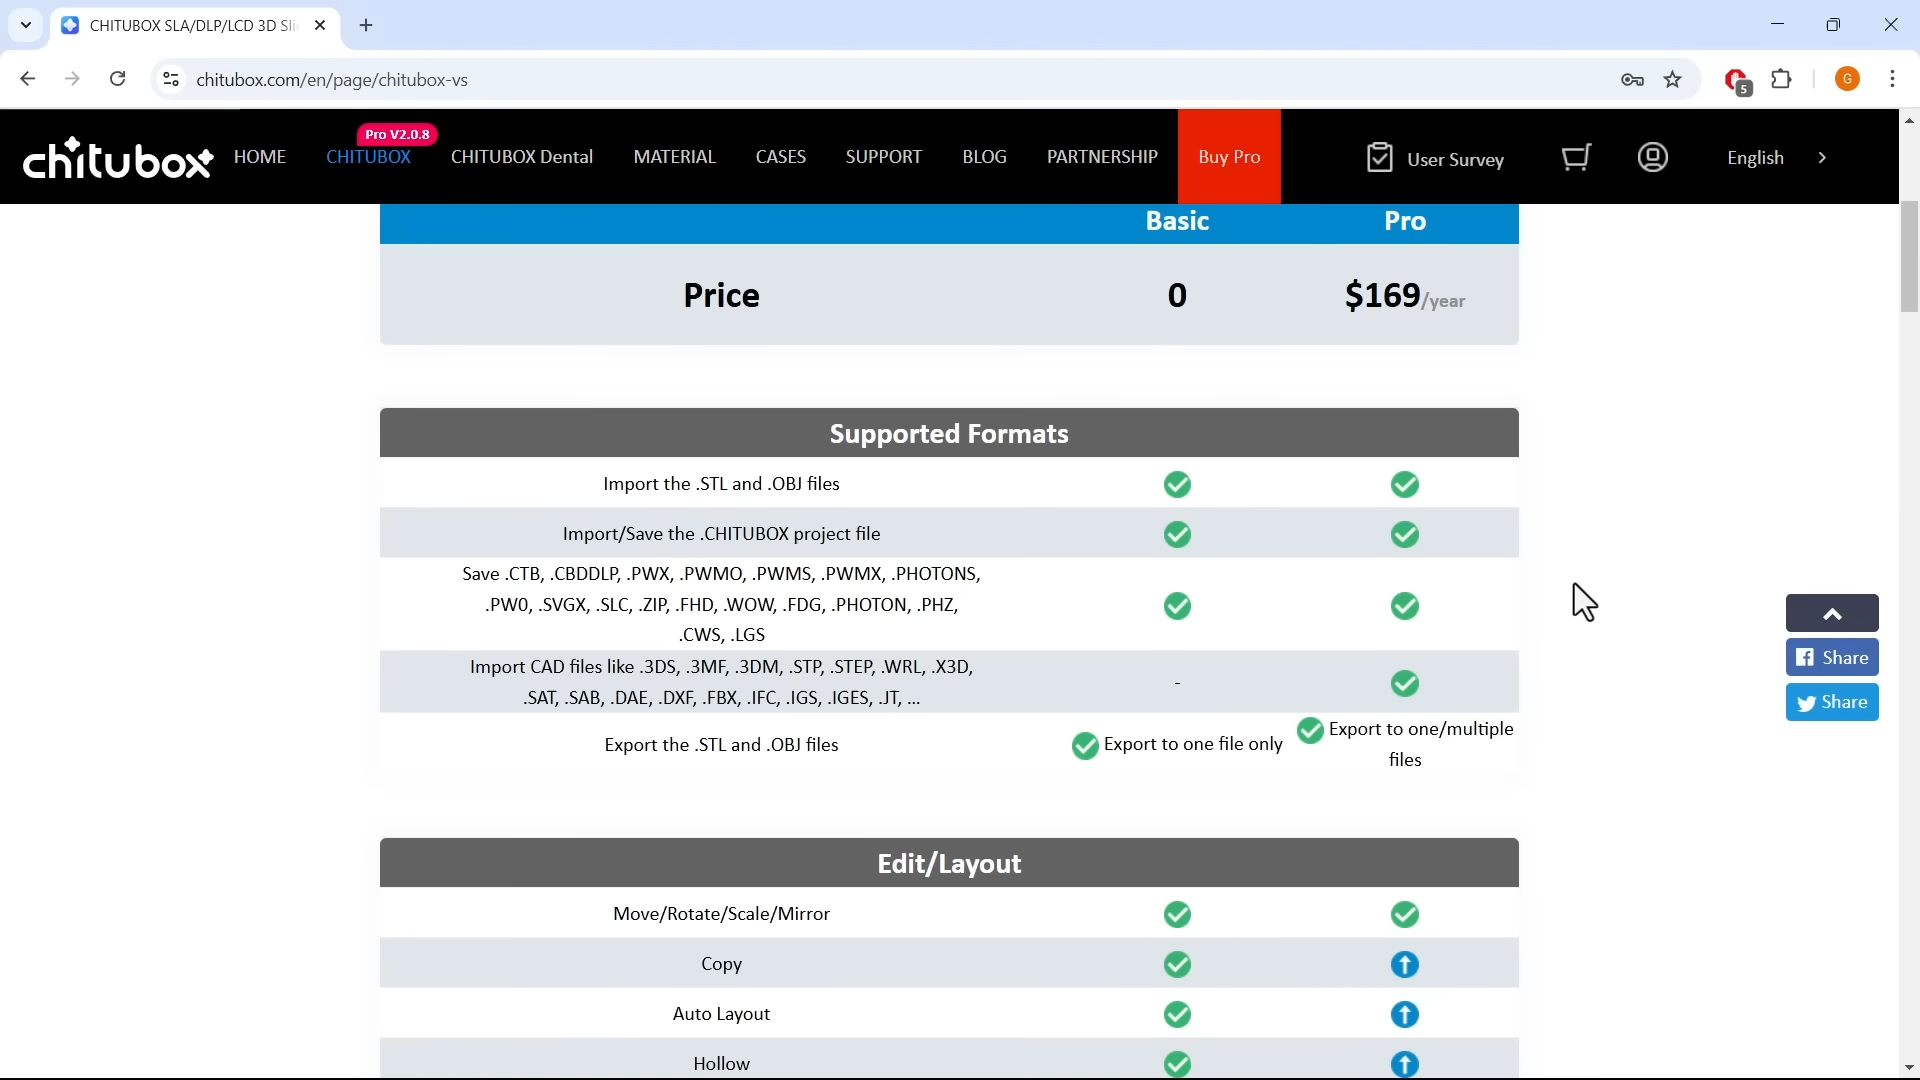 CHITUBOX SLA/DLP/LCD 3D Sli
chitubox.com/en/page/chitubox-vs
5
G
chitubox
HOME
Pro V2.0.8
CHITUBOX
CHITUBOX Dental
MATERIAL
CASES
SUPPORT
BLOG
PARTNERSHIP
Buy Pro
User Survey
English
Basic Pro
Price 0 $169/year
Supported Formats
Import the .STL and .OBJ files
Import/Save the .CHITUBOX project file
Save .CTB, .CBDDLP, .PWX, .PWMO, .PWMS, .PWMX, .PHOTONS,
.PW0, .SVGX, .SLC, .ZIP, .FHD, .WOW, .FDG, .PHOTON, .PHZ,
.CWS, .LGS
Import CAD files like .3DS, .3MF, .3DM, .STP, .STEP, .WRL, .X3D,
.SAT, .SAB, .DAE, .DXF, .FBX, .IFC, .IGS, .IGES, .JT, ...
-
Export the .STL and .OBJ files
Export to one file only
Export to one/multiple
files
Share
Share
Edit/Layout
Move/Rotate/Scale/Mirror
Copy
Auto Layout
Hollow